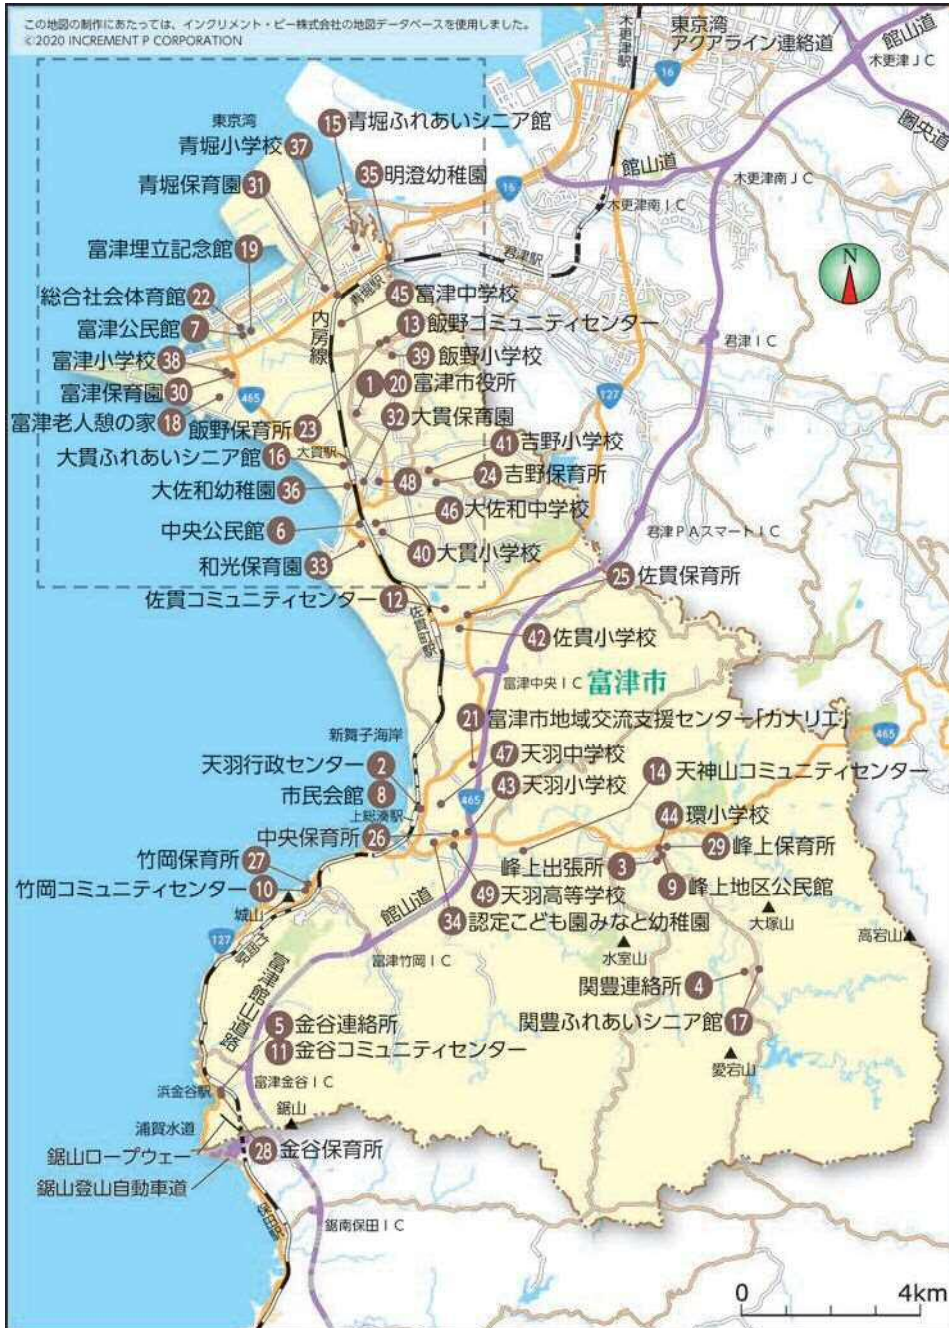 この地図の制作にあたっては、インクリメント・ピー株式会社の地図データベースを使用しました。
©2020 INCREMENT P CORPORATION
木更津駅
東京湾
アクアライン連絡道
館山道
木更津JC
圏央道
16
東京湾
15 青堀ふれあいシニア館
青堀小学校 37
35 明澄幼稚園
青堀保育園 31
16
館山道
木更津南JC
木更津南IC
富津埋立記念館 19
君津駅
青堀駅
N
総合社会体育館 22
45 富津中学校
内房線
富津公民館 7
13 飯野コミュニティセンター
君津IC
富津小学校 38
39 飯野小学校
富津保育園 30
465
1 20 富津市役所
127
富津老人憩の家 18
飯野保育所 23
32 大貫保育園
大貫駅
41 吉野小学校
大貫ふれあいシニア館 16
24 吉野保育所
大佐和幼稚園 36
48
46 大佐和中学校
中央公民館 6
君津PAスマートIC
40 大貫小学校
和光保育園 33
25 佐貫保育所
佐貫コミュニティセンター 12
佐貫町駅
42 佐貫小学校
富津中央IC
富津市
21 富津市地域交流支援センター「カナリエ」
新舞子海岸
465
47 天羽中学校
天羽行政センター 2
14 天神山コミュニティセンター
43 天羽小学校
市民会館 8
465
上総湊駅
44 環小学校
中央保育所 26
29 峰上保育所
竹岡保育所 27
峰上出張所 3
9 峰上地区公民館
竹岡コミュニティセンター 10
49 天羽高等学校
城山
館山道
34 認定こども園みなと幼稚園
大塚山
高宕山
127
竹岡駅
水室山
富津竹岡IC
関豊連絡所 4
富津館山道路
5 金谷連絡所
関豊ふれあいシニア館 17
11 金谷コミュニティセンター
愛宕山
富津金谷IC
浜金谷駅
鋸山
浦賀水道
28 金谷保育所
鋸山ロープウェー
鋸山登山自動車道
保田駅
鋸南保田IC
0 4km